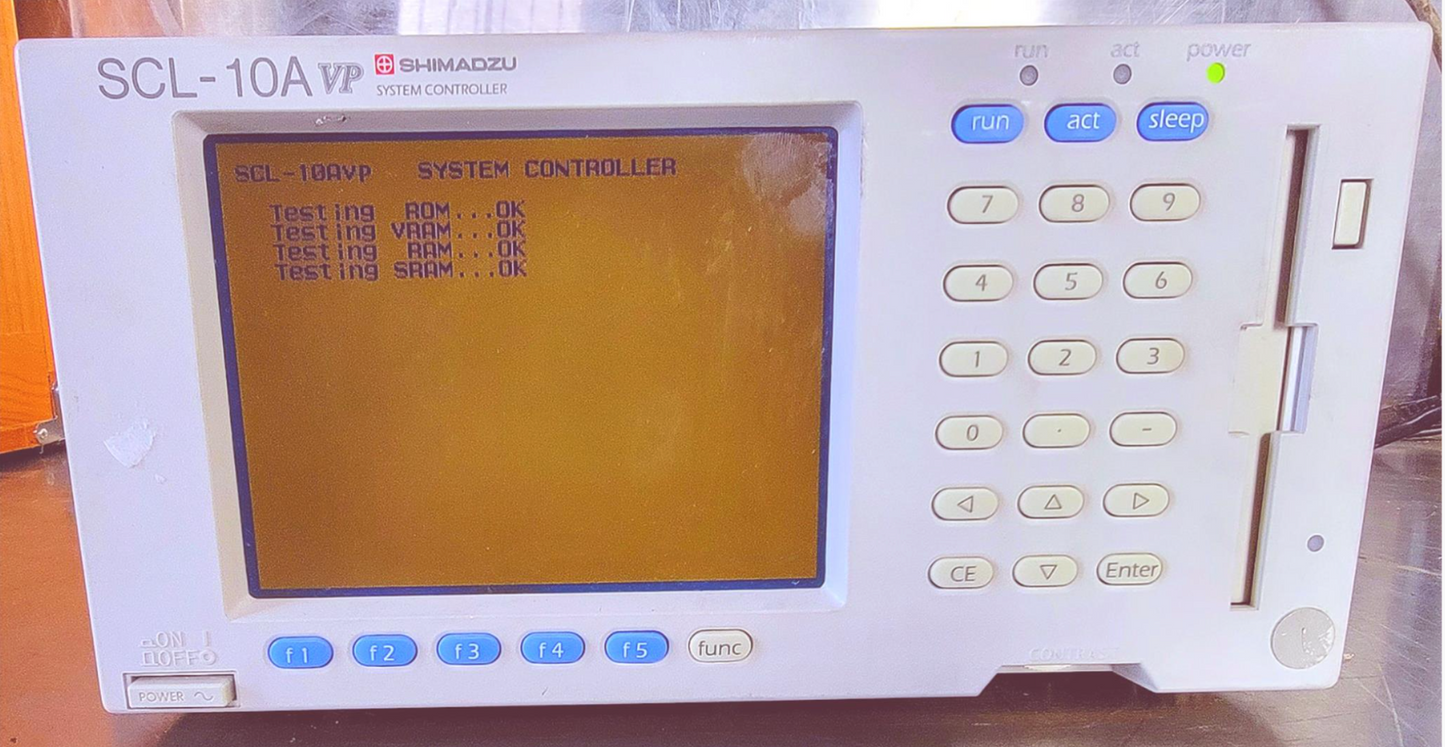 SCL-10A VP SHIMADZU
SYSTEM CONTROLLER
run act power
run act sleep
SCL-10AVP SYSTEM CONTROLLER
Testing ROM...OK
Testing VRAM...OK
Testing RAM...OK
Testing SRAM...OK
7 8 9
4 5 6
1 2 3
0 . -
CE Enter
ON
OFF
POWER
f1 f2 f3 f4 f5 func